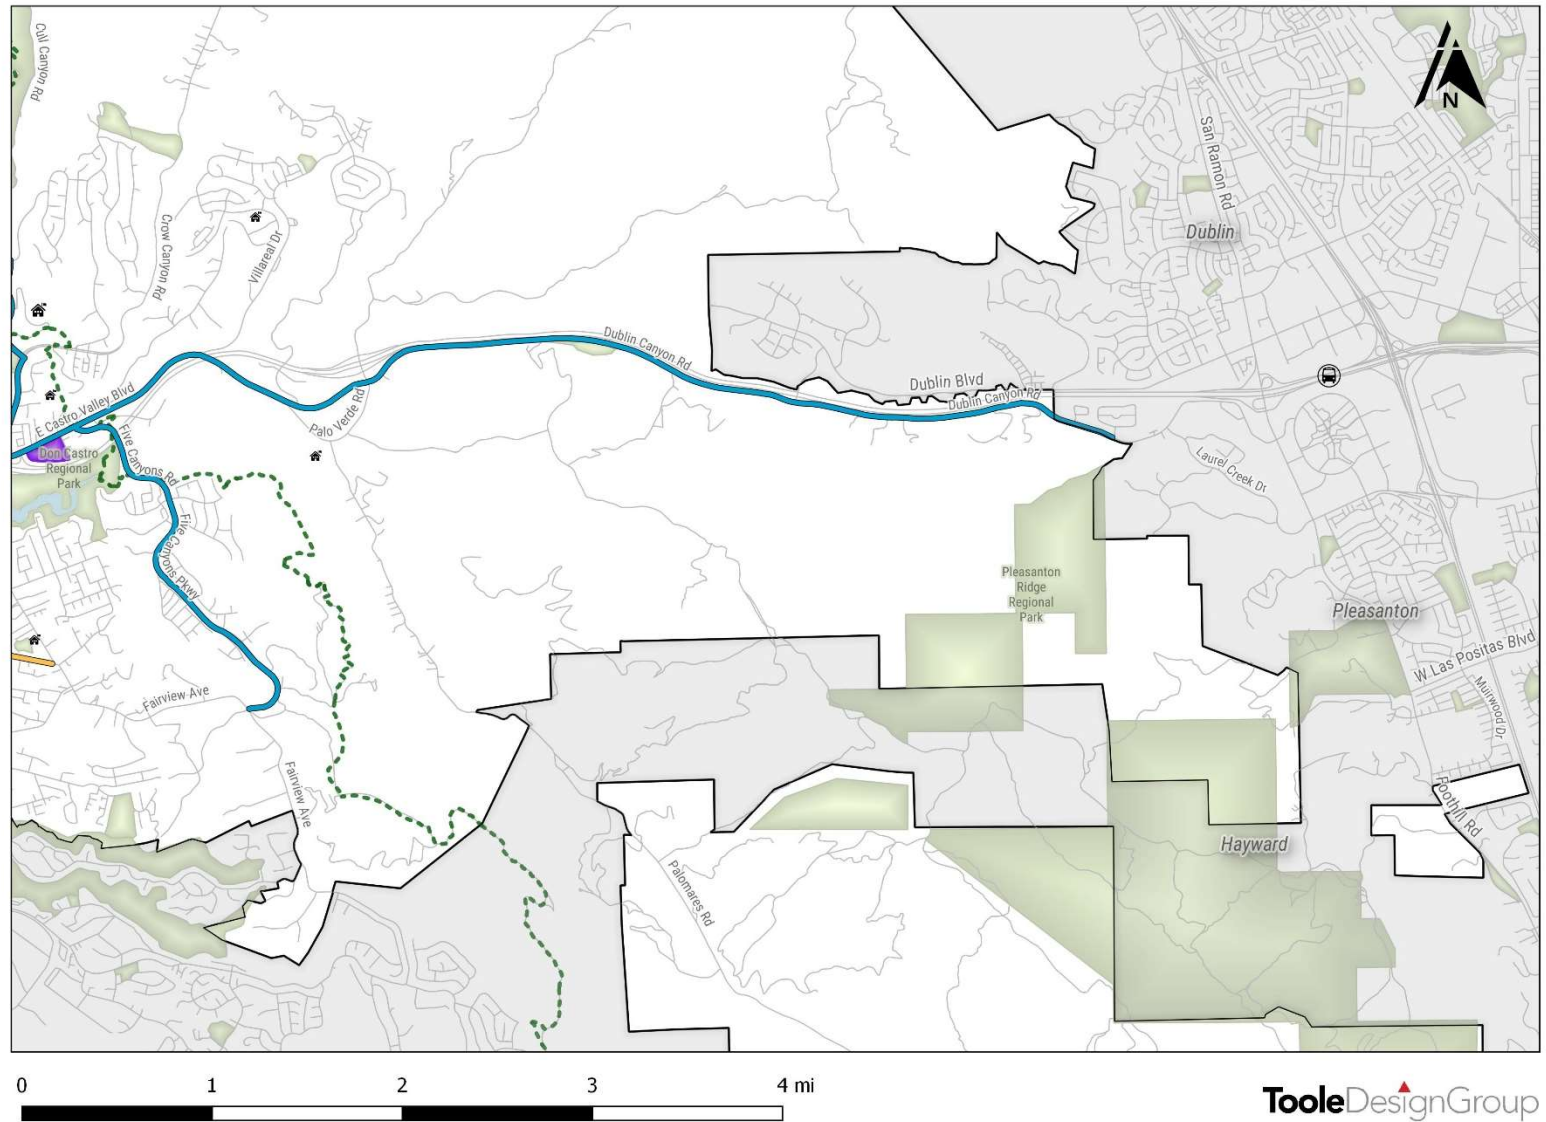 Cull Canyon Rd
N
San Ramon Rd
Dublin
Crow Canyon Rd
Villareal Dr
Dublin Canyon Rd
Dublin Blvd
Dublin Canyon Rd
E Castro Valley Blvd
Palo Verde Rd
Five Canyons Rd
Don Castro
Regional
Park
Laurel Creek Dr
Five Canyons Pkwy
Pleasanton
Ridge
Regional
Park
Pleasanton
W Las Positas Blvd
Muirwood Dr
Fairview Ave
Fairview Ave
Foothill Rd
Hayward
Palomares Rd
0 1 2 3 4 mi
TooleDesignGroup